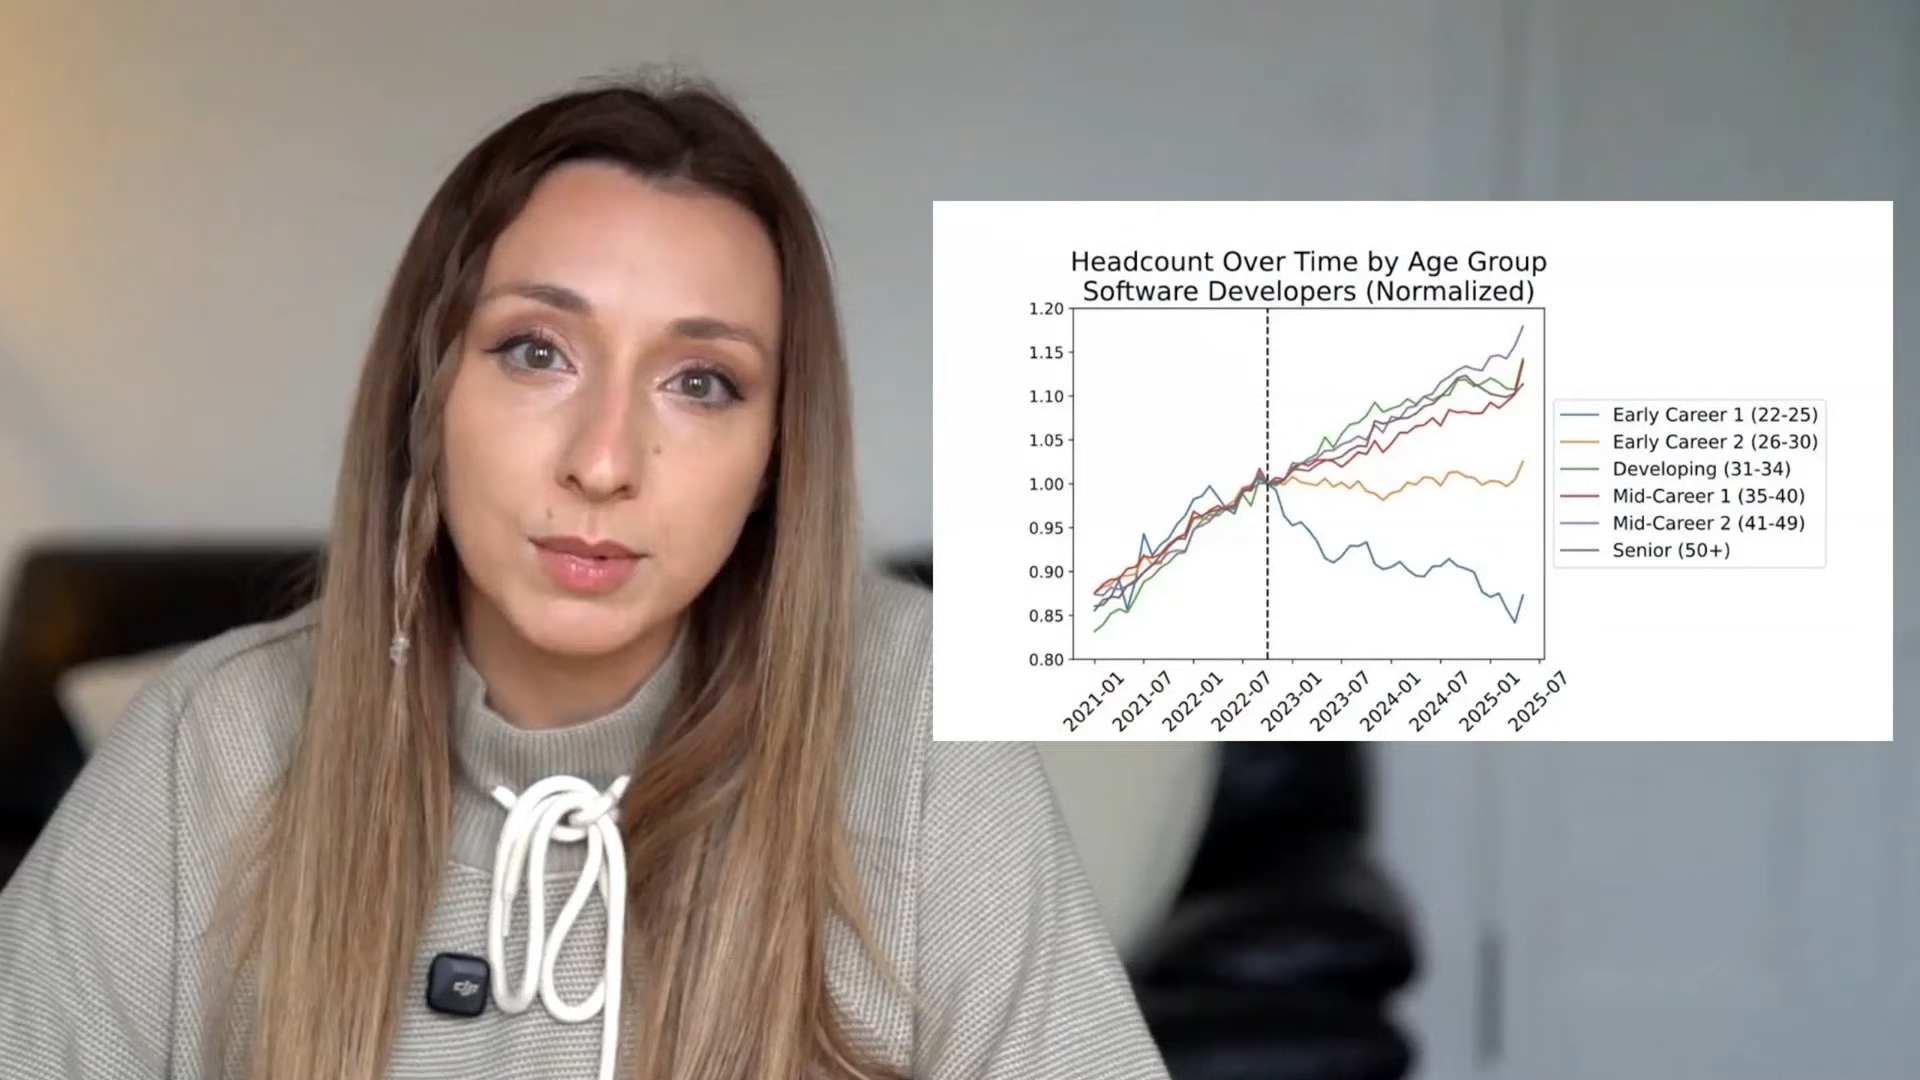 Headcount Over Time by Age Group
Software Developers (Normalized)
1.20
1.15
1.10
1.05
1.00
0.95
0.90
0.85
0.80
2021-01
2021-07
2022-01
2022-07
2023-01
2023-07
2024-01
2024-07
2025-01
2025-07
Early Career 1 (22-25)
Early Career 2 (26-30)
Developing (31-34)
Mid-Career 1 (35-40)
Mid-Career 2 (41-49)
Senior (50+)
dji